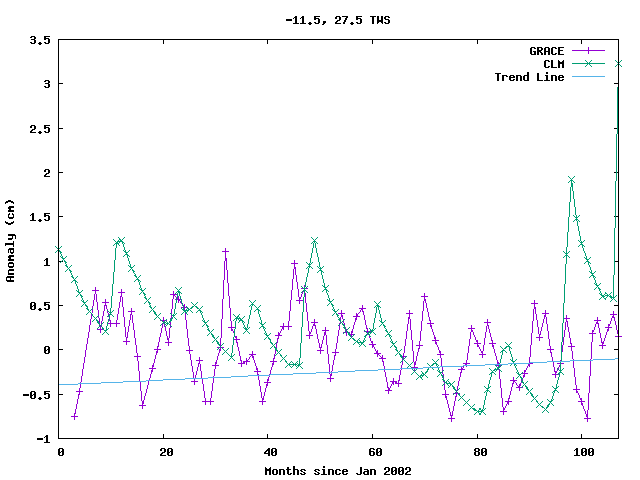 -11.5, 27.5 TWS
3.5
3
2.5
2
1.5
1
0.5
0
-0.5
-1
Anomaly (cm)
GRACE
CLM
Trend Line
0 20 40 60 80 100
Months since Jan 2002